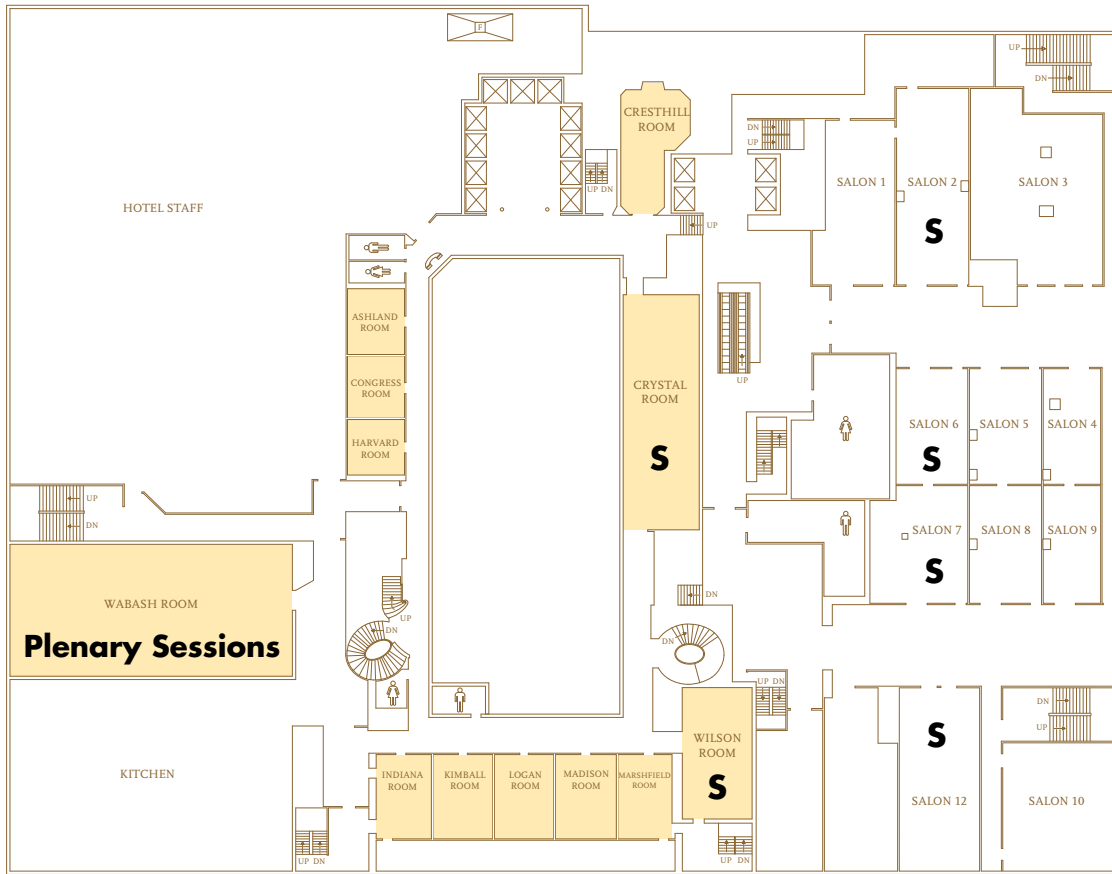 F
UP
DN
CRESTHILL
ROOM
DN
UP
UP DN
SALON 1
SALON 2
SALON 3
HOTEL STAFF
S
UP
ASHLAND
ROOM
CONGRESS
ROOM
CRYSTAL
ROOM
UP
HARVARD
ROOM
S
SALON 6
SALON 5
SALON 4
S
UP
DN
SALON 7
SALON 8
SALON 9
S
WABASH ROOM
Plenary Sessions
UP
DN
DN
DN
UP DN
DN
UP
WILSON
ROOM
S
S
KITCHEN
INDIANA
ROOM
KIMBALL
ROOM
LOGAN
ROOM
MADISON
ROOM
MARSHFIELD
ROOM
SALON 12
SALON 10
UP DN
UP DN